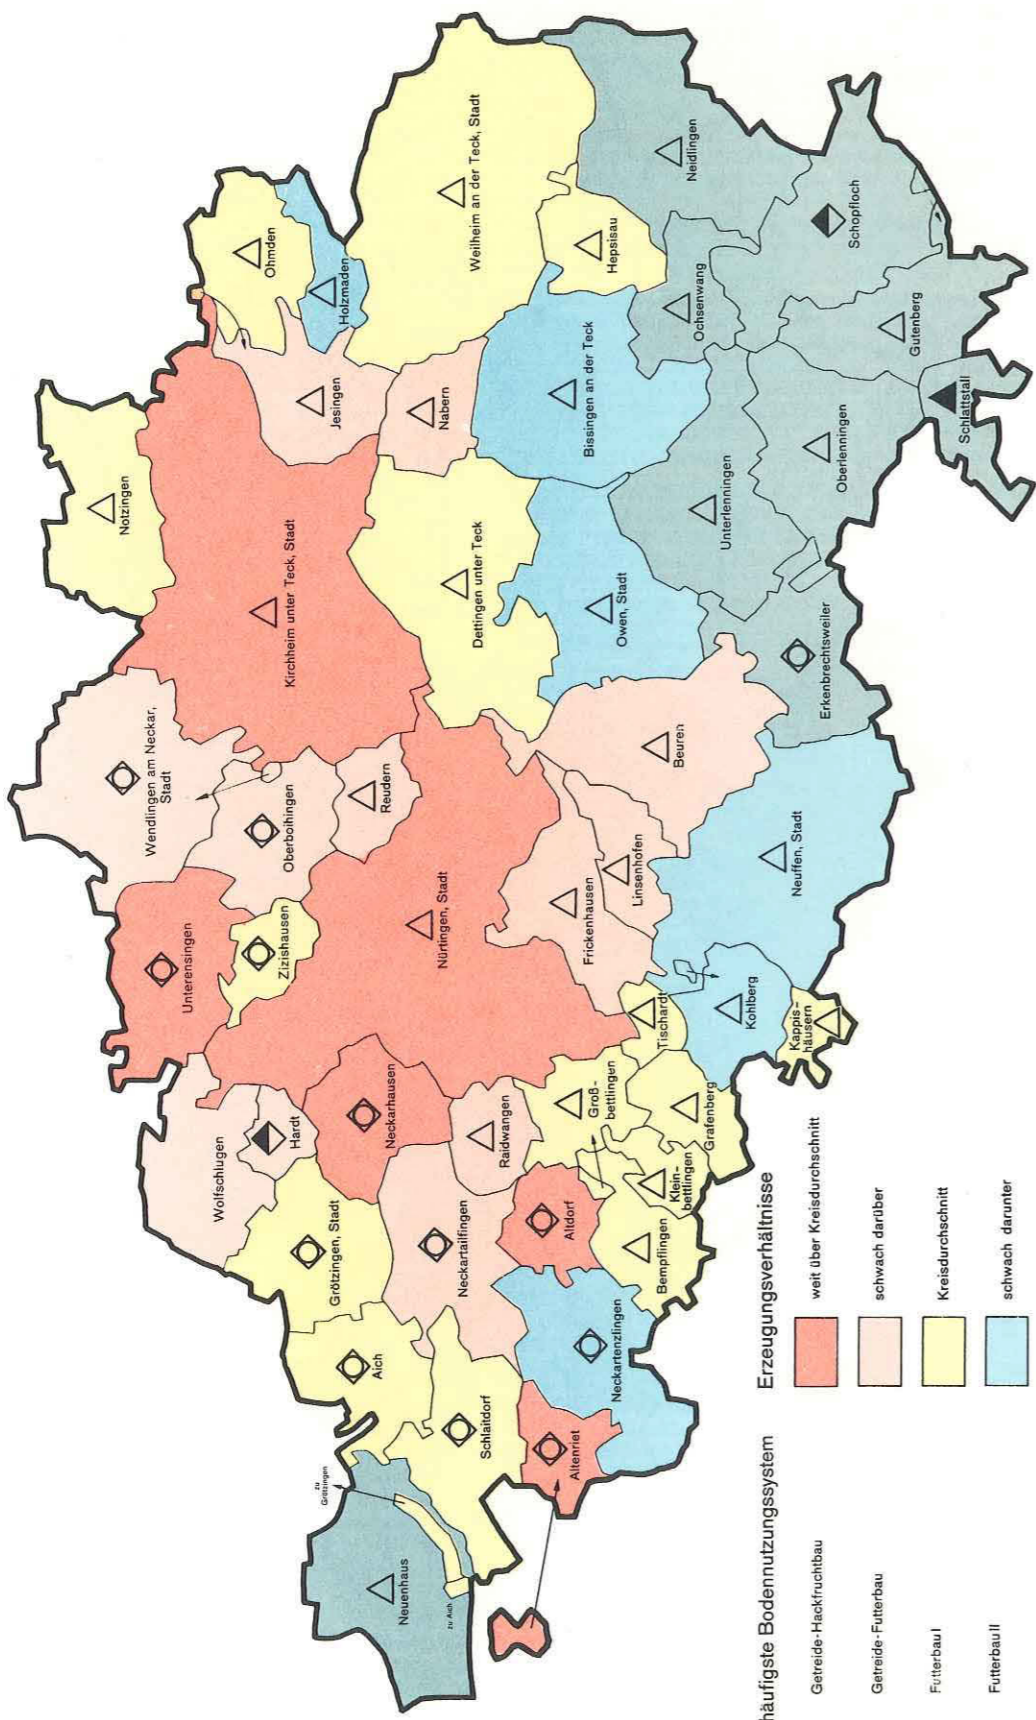 Wendlingen am Neckar,
Stadt
Notzingen
Unterensingen
Wolfschlugen
Oberboihingen
Zizishausen
Hardt
Kirchheim unter Teck, Stadt
Ohmden
Jesingen
Holzmaden
Grötzingen, Stadt
zu
Grötzingen
Aich
Neckarhausen
Reudern
Neuenhaus
zu Aich
Nürtingen, Stadt
Nabern
Neckartailfingen
Schlaitdorf
Dettingen unter Teck
Weilheim an der Teck, Stadt
Raidwangen
Altdorf
Altenriet
Frickenhausen
Bissingen an der Teck
Hepsisau
Groß-
bettlingen
Neckartenzlingen
Linsenhofen
Owen, Stadt
Tischardt
Bempflingen
Klein-
bettlingen
Beuren
Neidlingen
Ochsenwang
Grafenberg
Unterlenningen
Kohlberg
Neuffen, Stadt
Kappis-
häusern
Erkenbrechtsweiler
Oberlenningen
Schopfloch
Gutenberg
Schlattstall
häufigste Bodennutzungssystem
Erzeugungsverhältnisse
Getreide-Hackfruchtbau
weit über Kreisdurchschnitt
Getreide-Futterbau
schwach darüber
Futterbau I
Kreisdurchschnitt
Futterbau II
schwach darunter